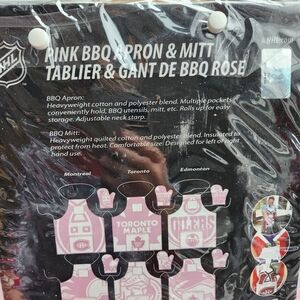 NHL
PINK BBQ APRON & MITT
TABLIER & GANT DE BBQ ROSE
BBQ Apron:
Heavyweight cotton and polyester blend. Multiple pockets
conveniently hold, BBQ utensils, mitt, etc. Rolls up for easy
storage. Adjustable neck starp.
BBQ Mitt:
Heavyweight quilted cotton and polyester blend. Insulated to
protect from heat. Comfortable size. Designed for left or right
hand use.
Montréal Toronto Edmonton
TORONTO
MAPLE
OILERS